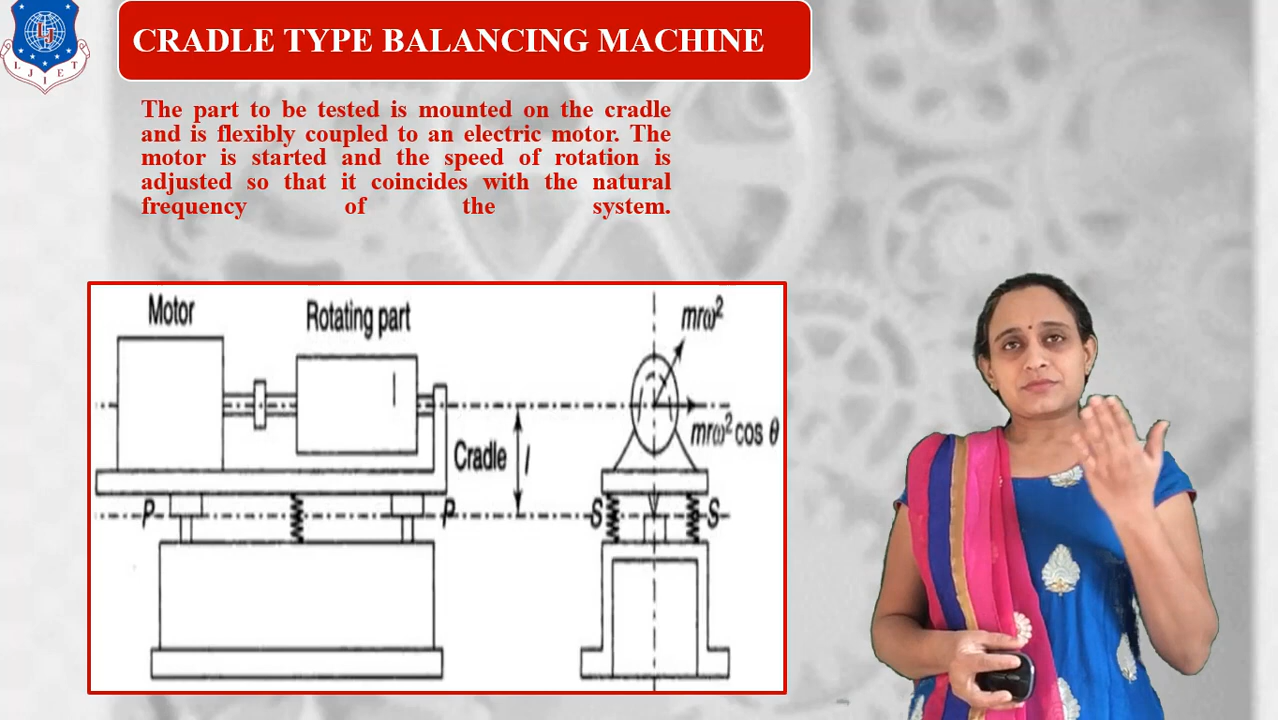 LJIET
CRADLE TYPE BALANCING MACHINE
The part to be tested is mounted on the cradle
and is flexibly coupled to an electric motor. The
motor is started and the speed of rotation is
adjusted so that it coincides with the natural
frequency of the system.
Motor
Rotating part
mrω²
mrω² cos θ
Cradle
l
P
P
S
S